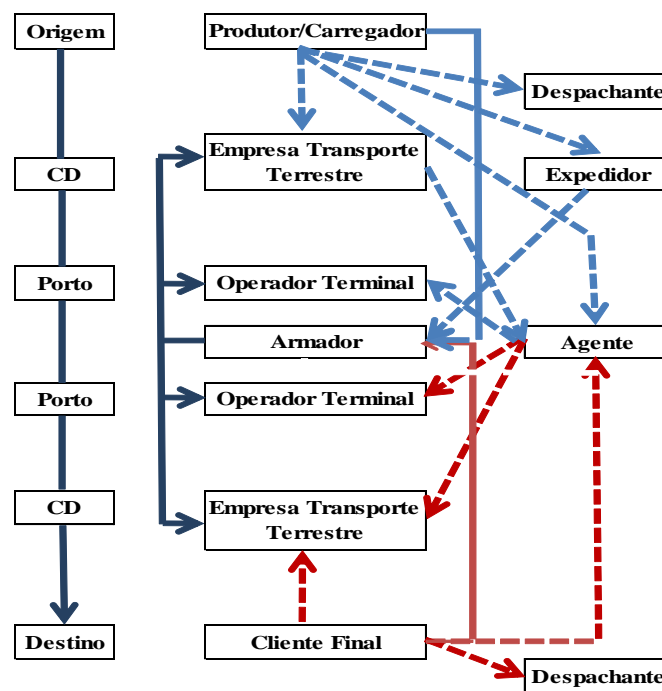 Origem
Produtor/Carregador
Despachante
Empresa Transporte
Terrestre
CD
Expedidor
Porto
Operador Terminal
Armador
Agente
Porto
Operador Terminal
CD
Empresa Transporte
Terrestre
Destino
Cliente Final
Despachante